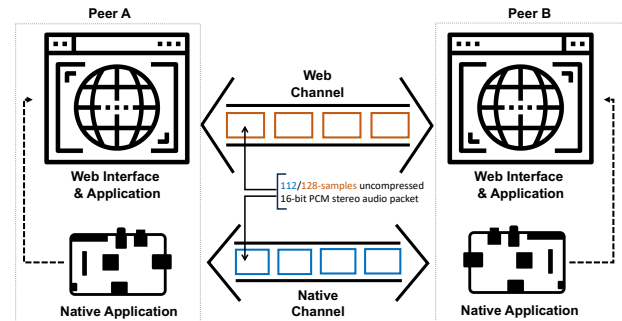 Peer A
Peer B
Web
Channel
Web Interface
& Application
Web Interface
& Application
112/128-samples uncompressed
16-bit PCM stereo audio packet
Native
Channel
Native Application
Native Application